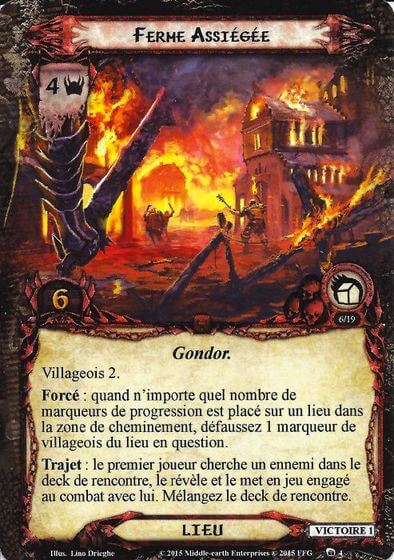 Ferme Assiégée
4
6
6/19
Gondor.
Villageois 2.
Forcé : quand n'importe quel nombre de
marqueurs de progression est placé sur un lieu dans
la zone de cheminement, défaussez 1 marqueur de
villageois du lieu en question.
Trajet : le premier joueur cherche un ennemi dans le
deck de rencontre, le révèle et le met en jeu engagé
au combat avec lui. Mélangez le deck de rencontre.
LIEU
VICTOIRE 1
Illus. Lino Drieghe
© 2015 Middle-earth Enterprises © 2015 FFG
4